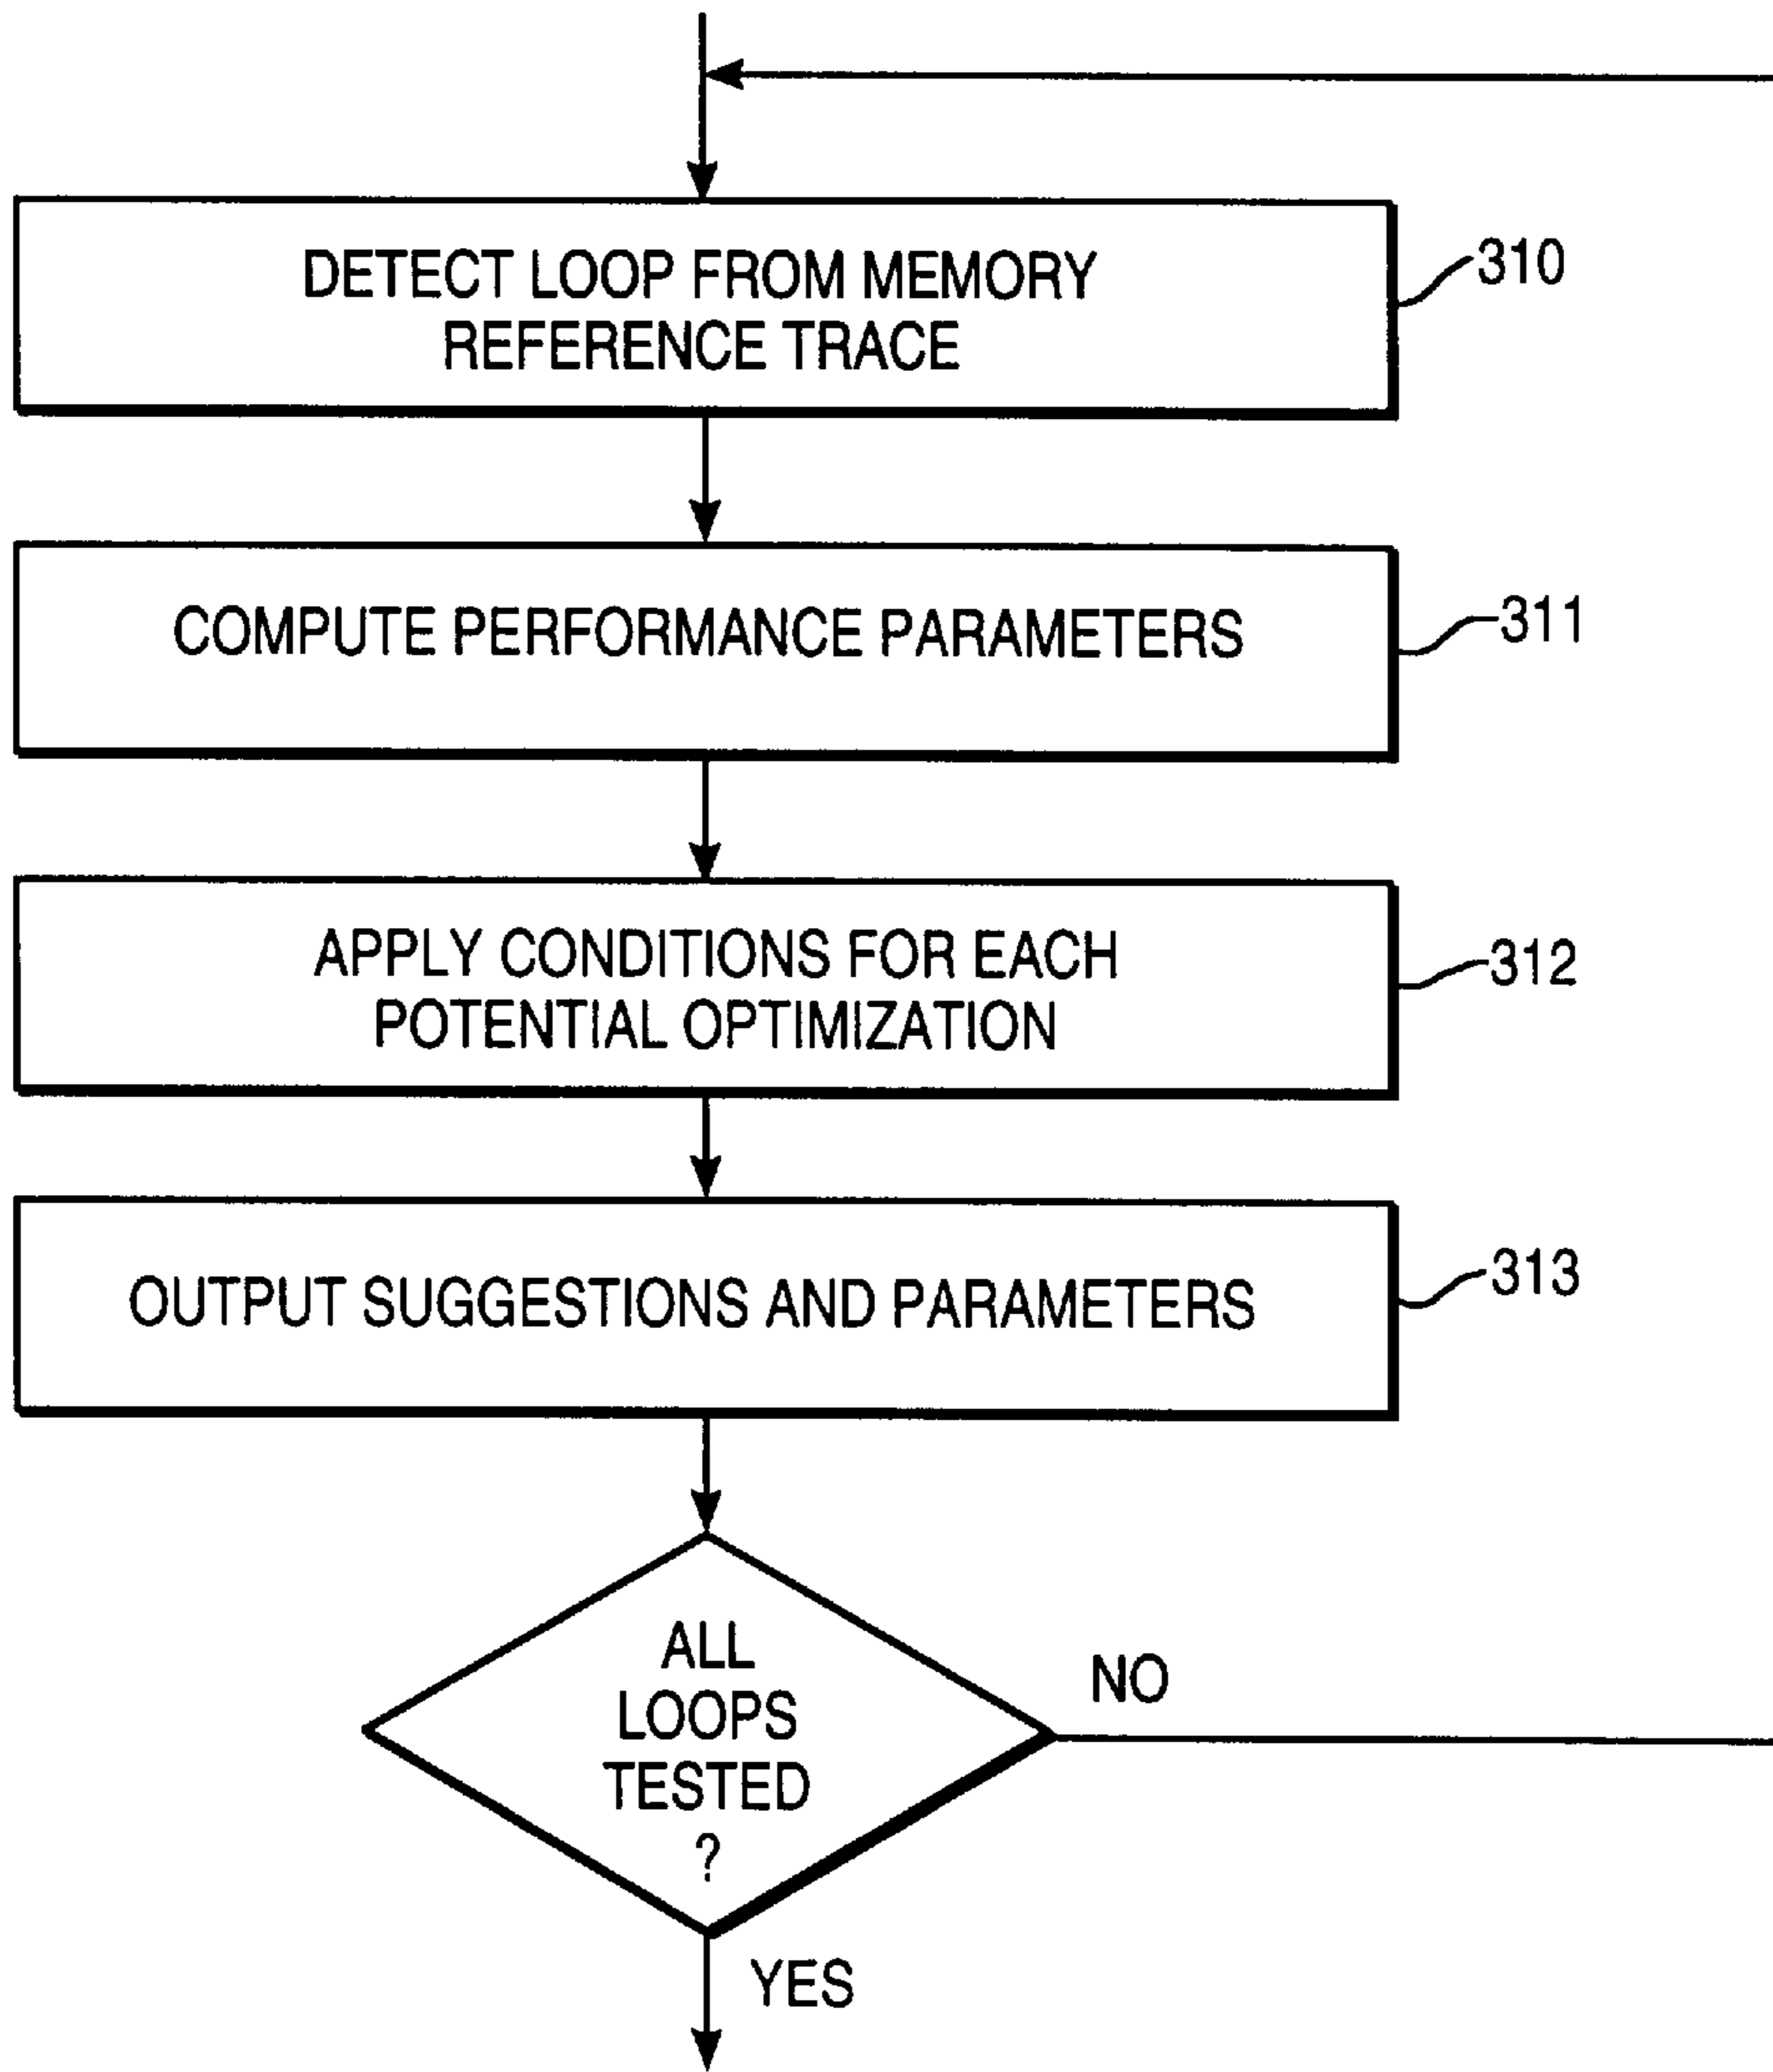 DETECT LOOP FROM MEMORY
REFERENCE TRACE
310
COMPUTE PERFORMANCE PARAMETERS
311
APPLY CONDITIONS FOR EACH
POTENTIAL OPTIMIZATION
312
OUTPUT SUGGESTIONS AND PARAMETERS
313
ALL
LOOPS
TESTED
?
NO
YES